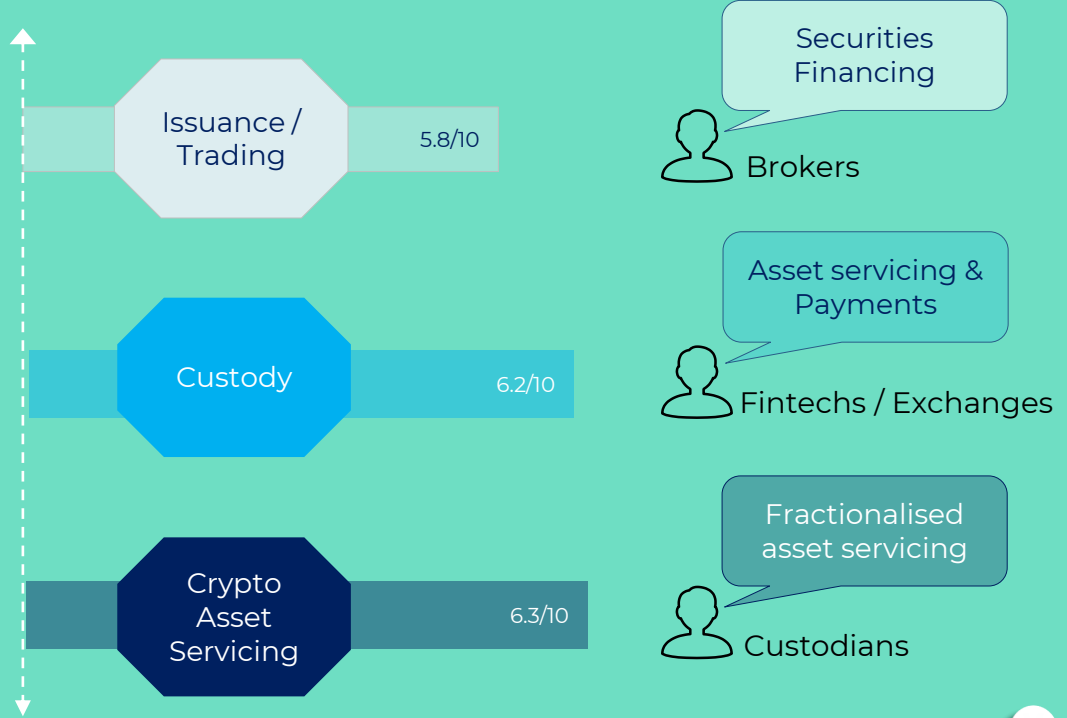 Issuance /
Trading
5.8/10
Securities
Financing
Brokers
Custody
6.2/10
Asset servicing &
Payments
Fintechs / Exchanges
Crypto
Asset
Servicing
6.3/10
Fractionalised
asset servicing
Custodians